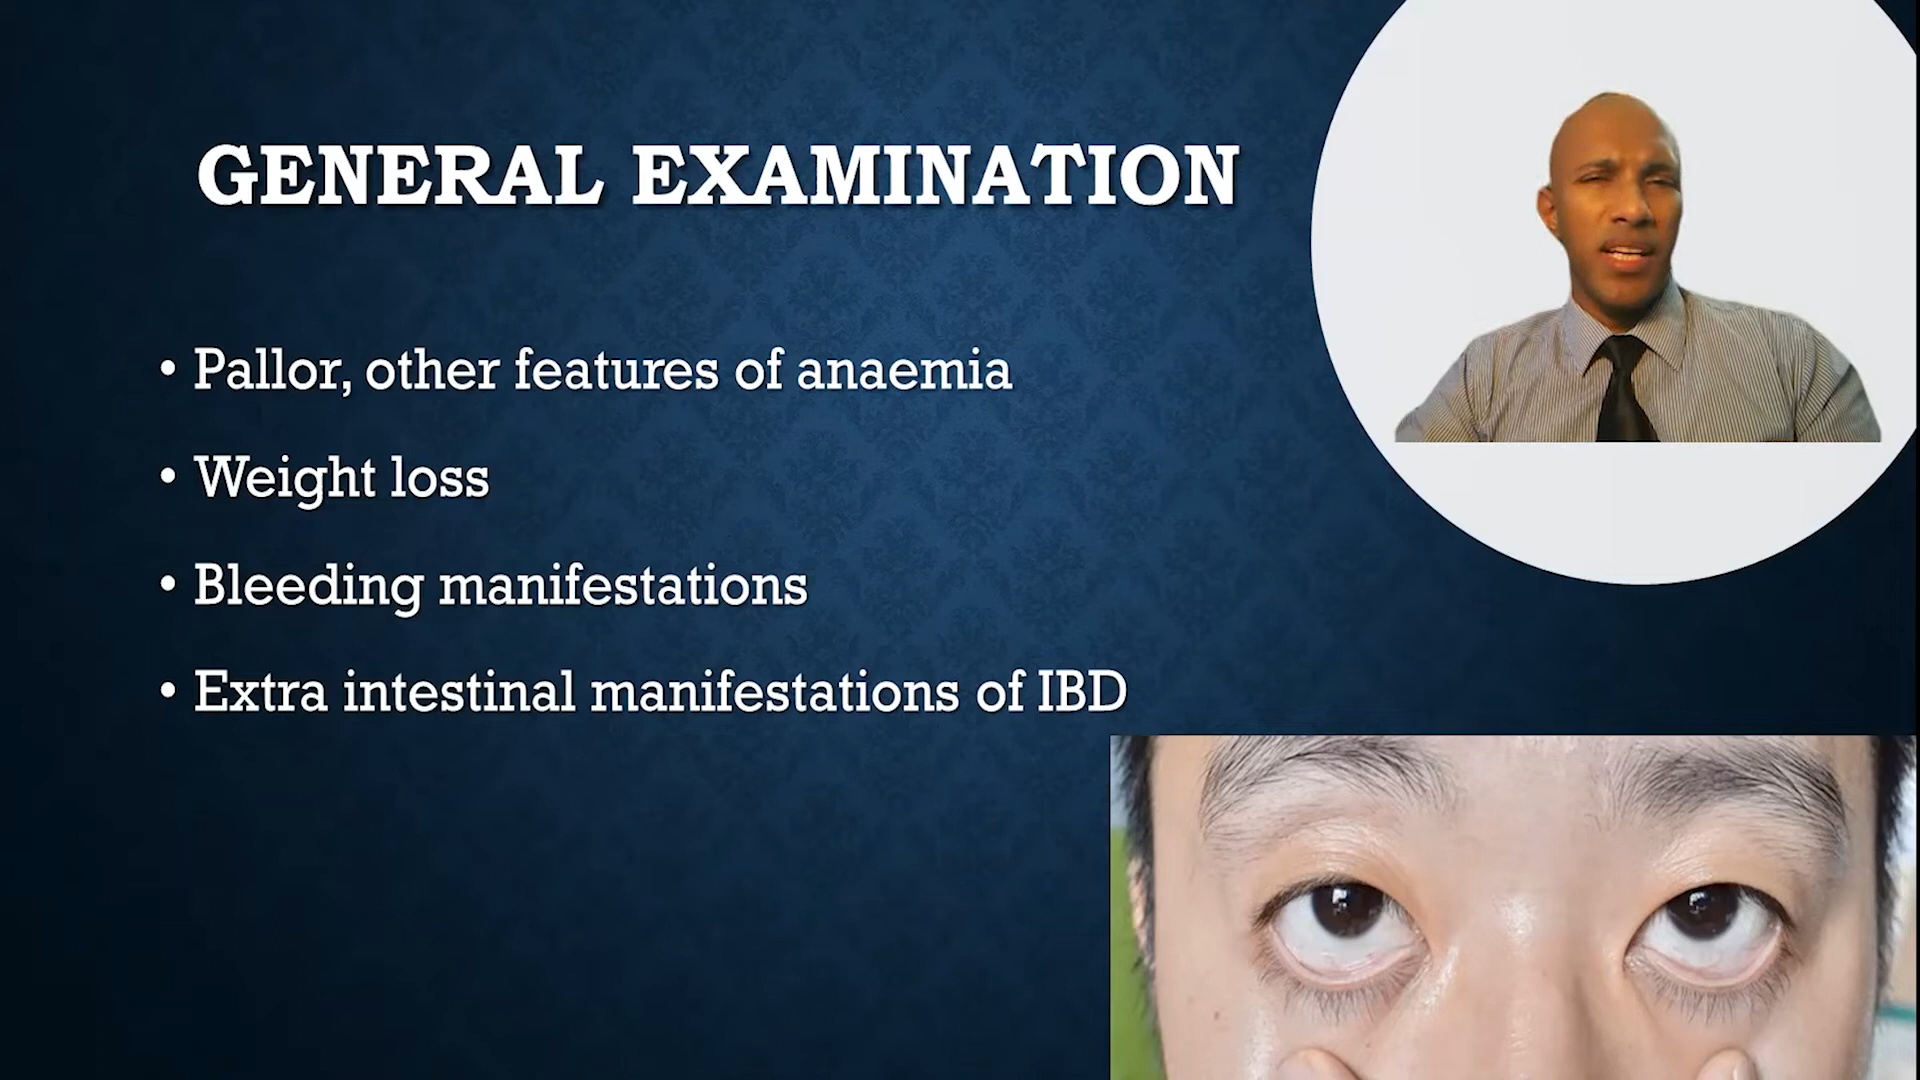 GENERAL EXAMINATION
• Pallor, other features of anaemia
• Weight loss
• Bleeding manifestations
• Extra intestinal manifestations of IBD